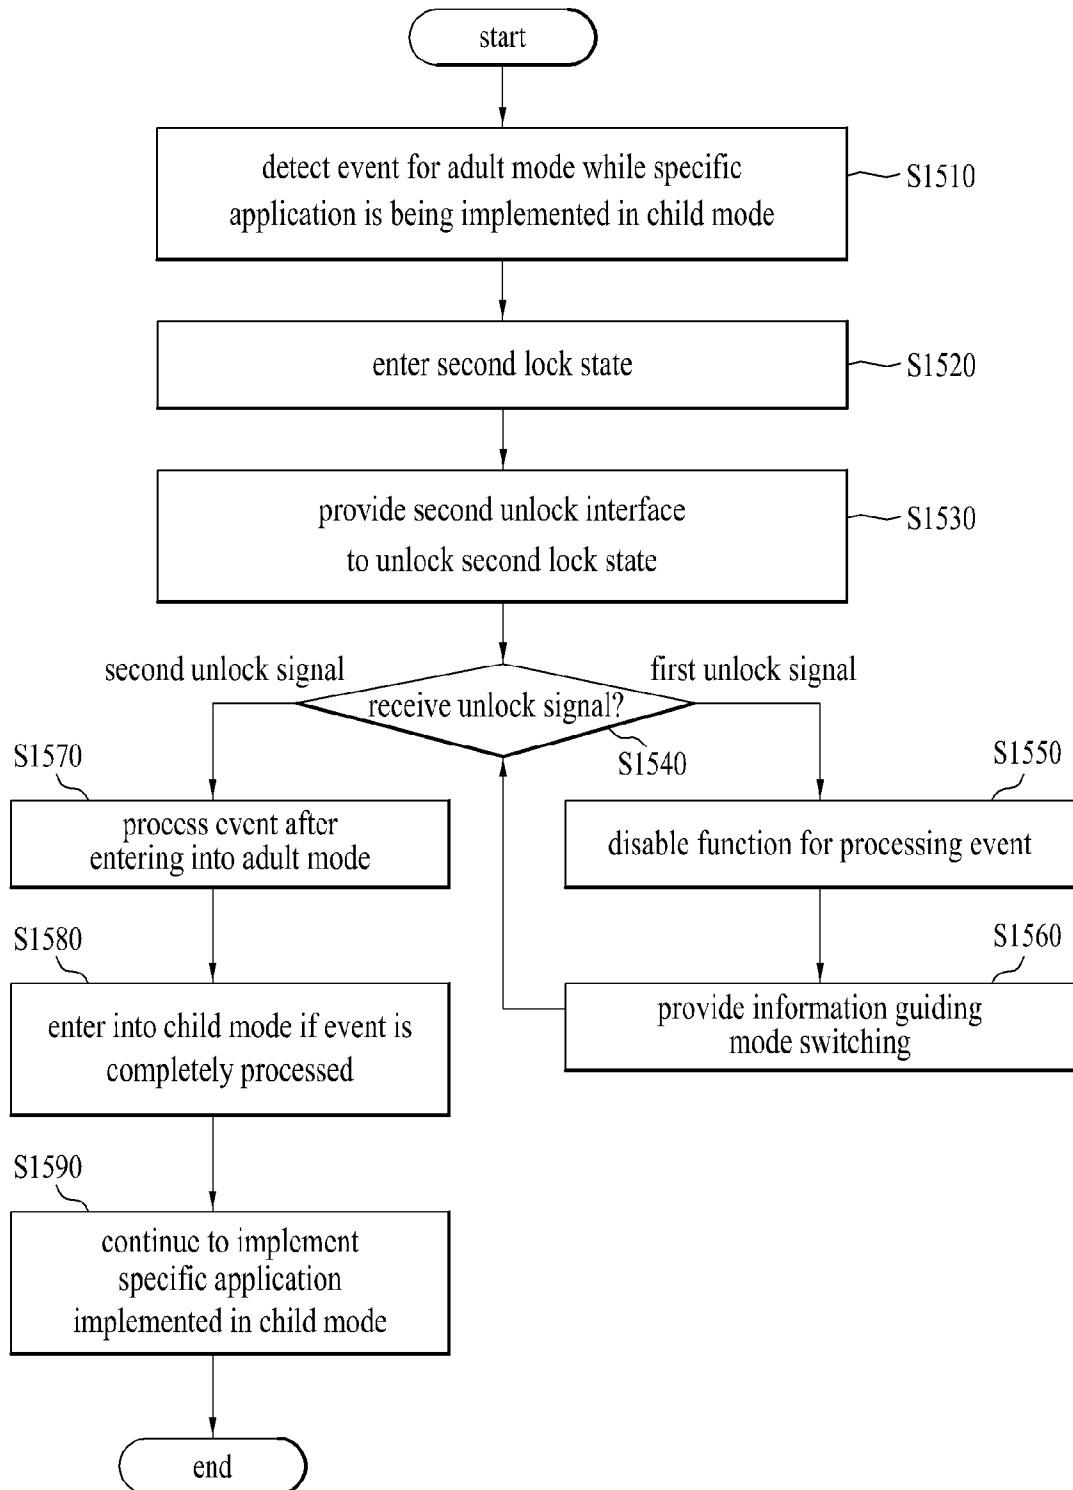 start
detect event for adult mode while specific
application is being implemented in child mode
S1510
enter second lock state
S1520
provide second unlock interface
to unlock second lock state
S1530
second unlock signal
first unlock signal
receive unlock signal?
S1540
S1570
process event after
entering into adult mode
S1550
disable function for processing event
S1580
enter into child mode if event is
completely processed
S1560
provide information guiding
mode switching
S1590
continue to implement
specific application
implemented in child mode
end